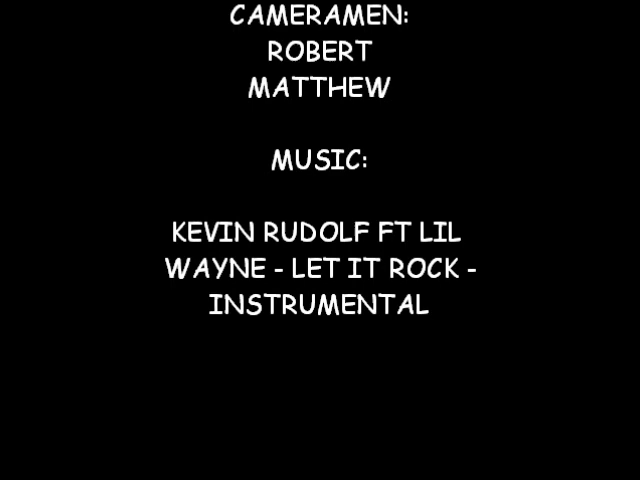 CAMERAMEN:
ROBERT
MATTHEW
MUSIC:
KEVIN RUDOLF FT LIL
WAYNE - LET IT ROCK -
INSTRUMENTAL